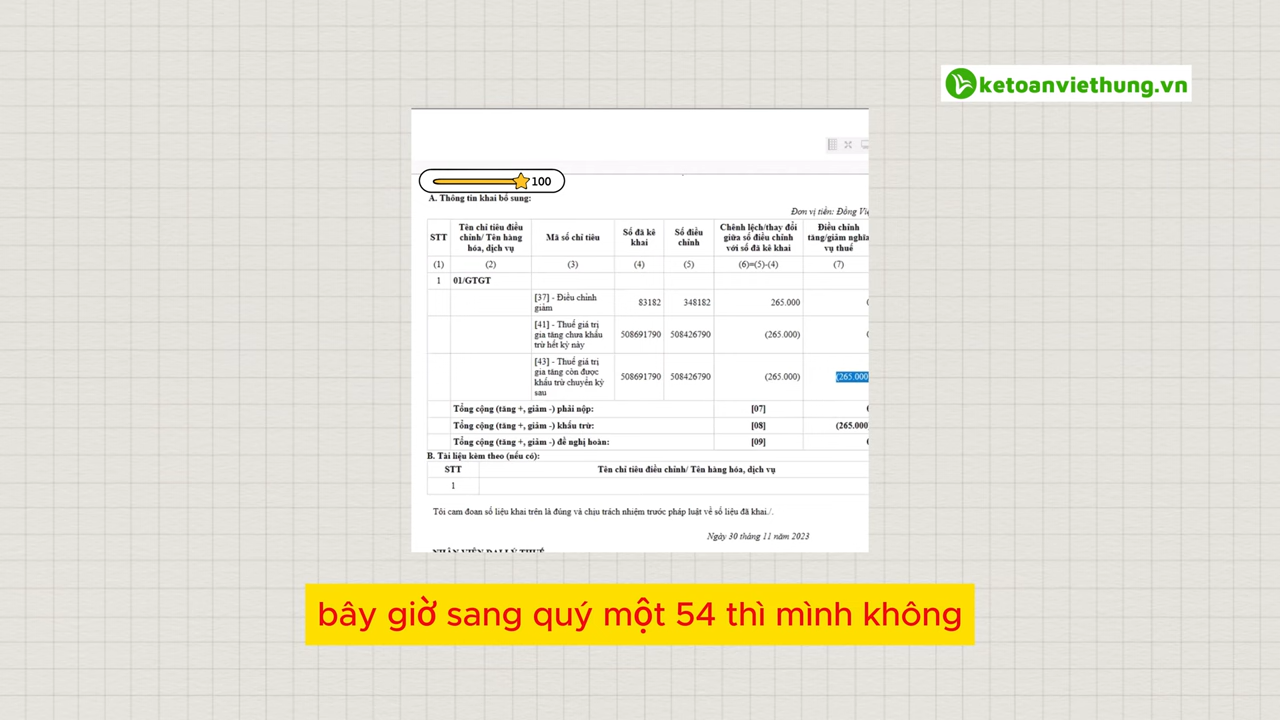 ketoanviethung.vn
100
A. Thông tin khai bổ sung:
Đơn vị tiền: Đồng
STT
Tên chỉ tiêu điều
chỉnh/ Tên hàng
hóa, dịch vụ
Mã số chỉ tiêu
Số đã kê
khai
Số điều
chỉnh
Chênh lệch/thay đổi
giữa số điều chỉnh
với số đã kê khai
Điều chỉnh
tăng/giảm nghĩa
vụ thuế
(1) (2) (3) (4) (5) (6)=(5)-(4) (7)
1 01/GTGT
[37] - Điều chỉnh
giảm
83182 348182 265.000
[41] - Thuế giá trị
gia tăng chưa khấu
trừ hết kỳ này
508691790 508426790 (265.000)
[43] - Thuế giá trị
gia tăng còn được
khấu trừ chuyển kỳ
sau
508691790 508426790 (265.000) (265.000
Tổng cộng (tăng +, giảm -) phải nộp: [07]
Tổng cộng (tăng +, giảm -) khấu trừ: [08] (265.000
Tổng cộng (tăng +, giảm -) đề nghị hoàn: [09]
B. Tài liệu kèm theo (nếu có):
STT Tên chỉ tiêu điều chỉnh/ Tên hàng hóa, dịch vụ
1
Tôi cam đoan số liệu khai trên là đúng và chịu trách nhiệm trước pháp luật về số liệu đã khai./.
Ngày 30 tháng 11 năm 2023
bây giờ sang quý một 54 thì mình không